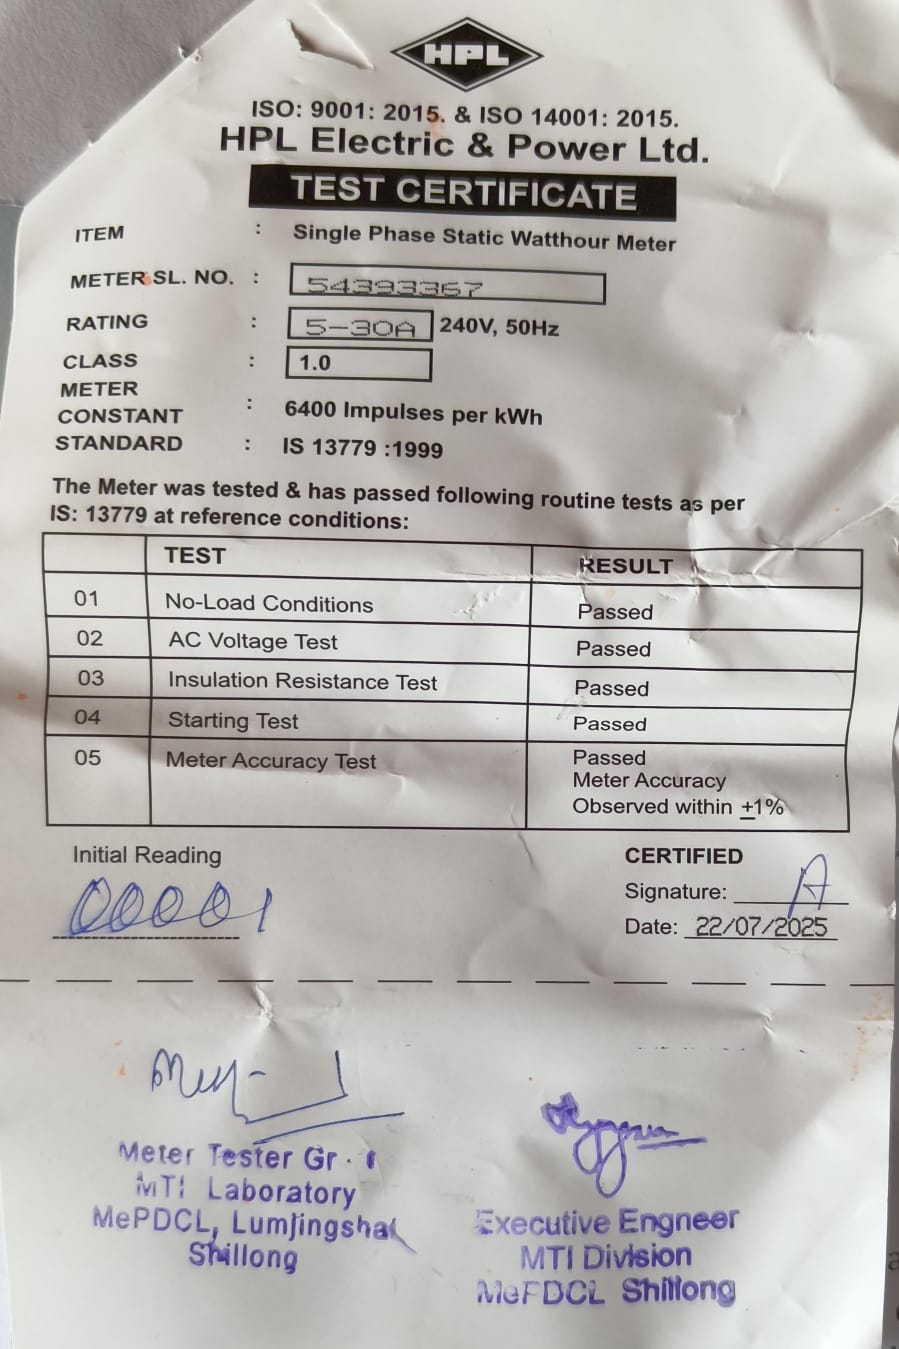 HPL
ISO: 9001: 2015. & ISO 14001: 2015.
HPL Electric & Power Ltd.
TEST CERTIFICATE
ITEM : Single Phase Static Watthour Meter
METER SL. NO. : 54393367
RATING : 5-30A 240V, 50Hz
CLASS : 1.0
METER
CONSTANT : 6400 Impulses per kWh
STANDARD : IS 13779 :1999
The Meter was tested & has passed following routine tests as per
IS: 13779 at reference conditions:
TEST RESULT
01 No-Load Conditions Passed
02 AC Voltage Test Passed
03 Insulation Resistance Test Passed
04 Starting Test Passed
05 Meter Accuracy Test Passed
Meter Accuracy
Observed within ±1%
Initial Reading
00001
CERTIFIED
Signature:
Date: 22/07/2025
Meter Tester Gr. I
MTI Laboratory
MePDCL, Lumjingshai
Shillong
Executive Engneer
MTI Division
MePDCL Shillong